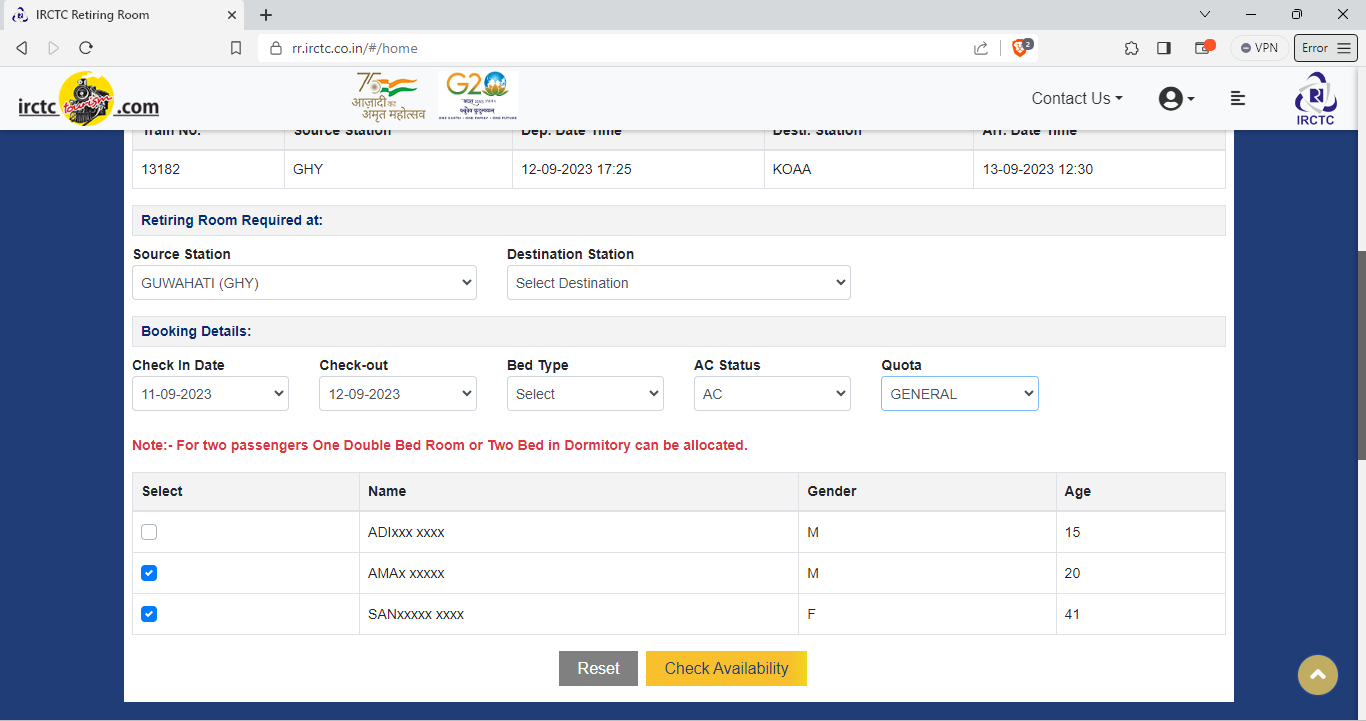 IRCTC Retiring Room
rr.irctc.co.in/#/home
2
VPN
Error
irctc tourism .com
75
आज़ादी का
अमृत महोत्सव
G20
Contact Us
IRCTC
Train No. Source Station Dep. Date Time Desti. Station Arr. Date Time
13182 GHY 12-09-2023 17:25 KOAA 13-09-2023 12:30
Retiring Room Required at:
Source Station Destination Station
GUWAHATI (GHY) Select Destination
Booking Details:
Check In Date Check-out Bed Type AC Status Quota
11-09-2023 12-09-2023 Select AC GENERAL
Note:- For two passengers One Double Bed Room or Two Bed in Dormitory can be allocated.
Select Name Gender Age
ADIxxx xxxx M 15
AMAx xxxxx M 20
SANxxxxx xxxx F 41
Reset Check Availability